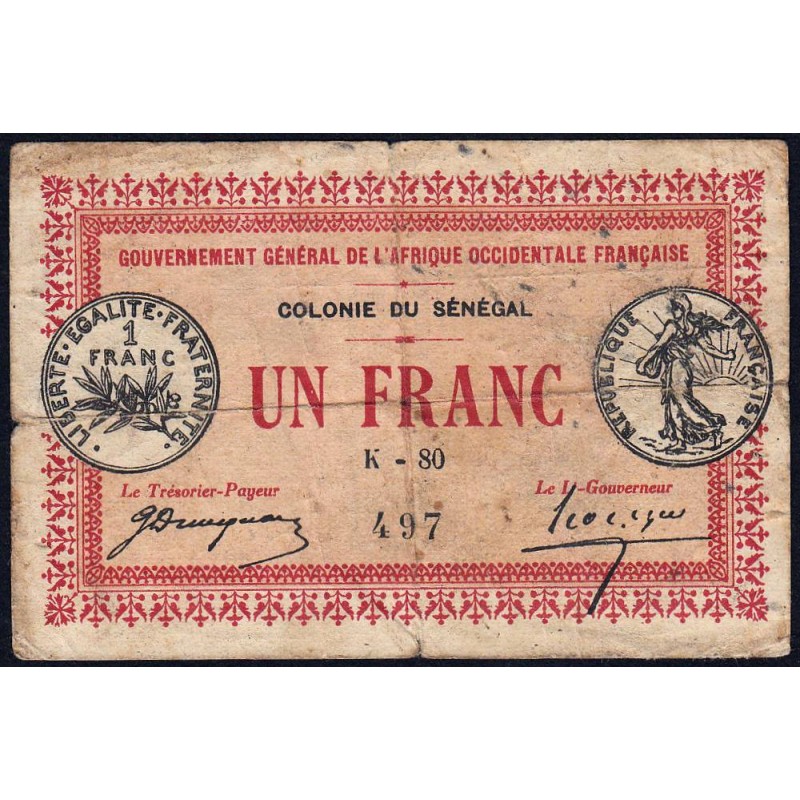 GOUVERNEMENT GÉNÉRAL DE L'AFRIQUE OCCIDENTALE FRANÇAISE
COLONIE DU SÉNÉGAL
LIBERTE · EGALITE · FRATERNITE
1
FRANC
REPUBLIQUE FRANÇAISE
UN FRANC
K - 80
Le Trésorier-Payeur
Le L-Gouverneur
497